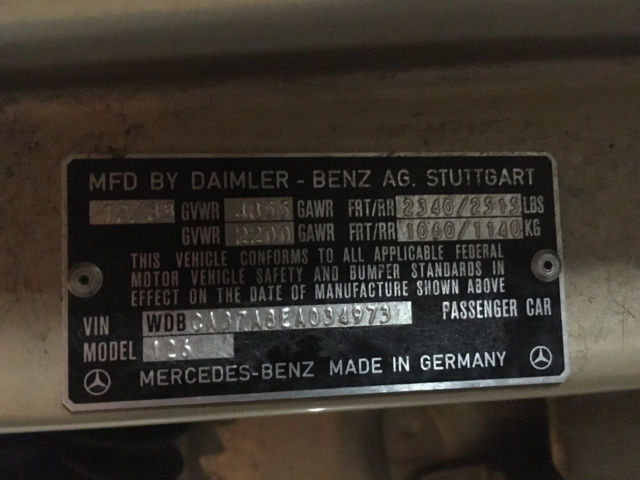 MFD BY DAIMLER - BENZ AG. STUTTGART
12/83 GVWR 4855 GAWR FRT/RR 2340/2515 LBS
GVWR 2200 GAWR FRT/RR 1060/1140 KG
THIS VEHICLE CONFORMS TO ALL APPLICABLE FEDERAL
MOTOR VEHICLE SAFETY AND BUMPER STANDARDS IN
EFFECT ON THE DATE OF MANUFACTURE SHOWN ABOVE
VIN WDB PASSENGER CAR
MODEL 126
MERCEDES-BENZ MADE IN GERMANY